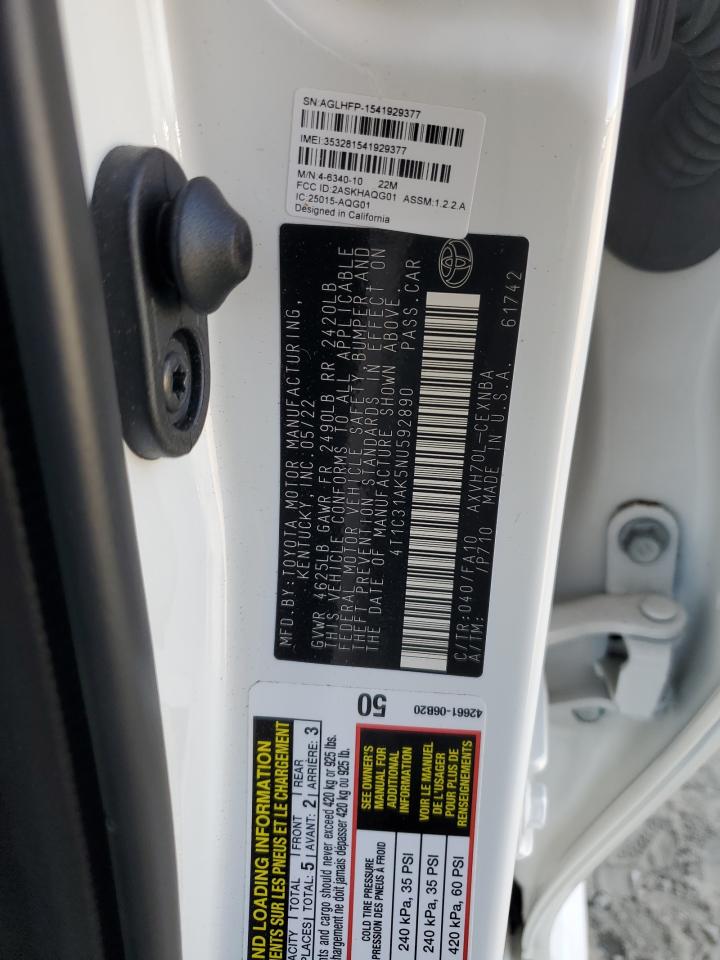 SN:AGLHFP-1541929377
IMEI:353281541929377
M/N:4-6340-10 22M
FCC ID:2ASKHAQG01 ASSM:1.2.2.A
IC:25015-AQG01
Designed in California
MFD.BY:TOYOTA MOTOR MANUFACTURING,
KENTUCKY, INC.05/22
GVWR 4625LB GAWR FR 2490LB RR 2420LB
THIS VEHICLE CONFORMS TO ALL APPLICABLE
FEDERAL MOTOR VEHICLE SAFETY, BUMPER AND
THEFT PREVENTION STANDARDS IN EFFECT ON
THE DATE OF MANUFACTURE SHOWN ABOVE.
4T1C31AK5NU592890 PASS.CAR
C/TR:040/FA10 AXVH70L-CEXNBA 61742
A/TM: /P710 MADE IN U.S.A.
50
42661-06B20
ND LOADING INFORMATION
MENTS SUR LES PNEUS ET LE CHARGEMENT
ACITY TOTAL FRONT REAR
PLACES TOTAL: 5 AVANT: 2 ARRIÈRE: 3
ts and cargo should never exceed 420 kg or 925 lbs.
hargement ne doit jamais dépasser 420 kg ou 925 lb.
COLD TIRE PRESSURE
PRESSION DES PNEUS À FROID
240 kPa, 35 PSI
240 kPa, 35 PSI
420 kPa, 60 PSI
SEE OWNER'S
MANUAL FOR
ADDITIONAL
INFORMATION
VOIR LE MANUEL
DE L'USAGER
POUR PLUS DE
RENSEIGNEMENTS